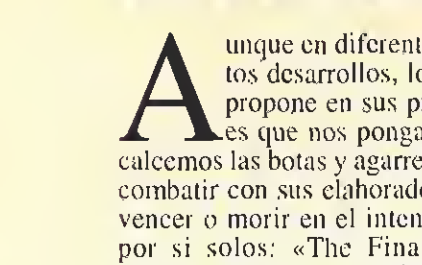 Aunque en diferent
tos desarrollos, lo
propone en sus p
es que nos ponga
calcemos las botas y agarre
combatir con sus elahorad
vencer o morir en el inten
por si solos: «The Fina